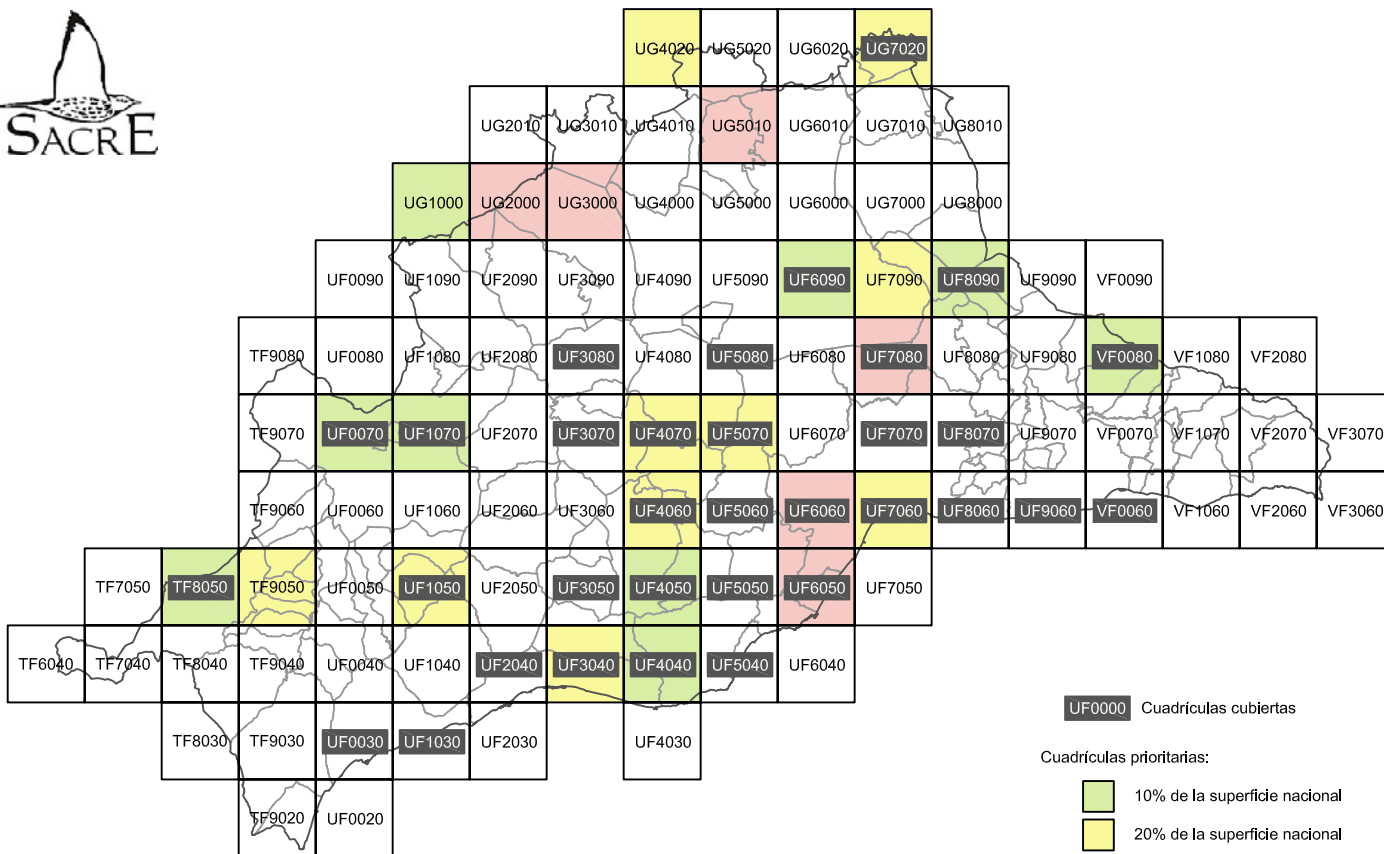 SACRE
UG4020 UG5020 UG6020 UG7020
UG2010 UG3010 UG4010 UG5010 UG6010 UG7010 UG8010
UG1000 UG2000 UG3000 UG4000 UG5000 UG6000 UG7000 UG8000
UF0090 UF1090 UF2090 UF3090 UF4090 UF5090 UF6090 UF7090 UF8090 UF9090 VF0090
TF9080 UF0080 UF1080 UF2080 UF3080 UF4080 UF5080 UF6080 UF7080 UF8080 UF9080 VF0080 VF1080 VF2080
TF9070 UF0070 UF1070 UF2070 UF3070 UF4070 UF5070 UF6070 UF7070 UF8070 UF9070 VF0070 VF1070 VF2070 VF3070
TF9060 UF0060 UF1060 UF2060 UF3060 UF4060 UF5060 UF6060 UF7060 UF8060 UF9060 VF0060 VF1060 VF2060 VF3060
TF7050 TF8050 TF9050 UF0050 UF1050 UF2050 UF3050 UF4050 UF5050 UF6050 UF7050
TF6040 TF7040 TF8040 TF9040 UF0040 UF1040 UF2040 UF3040 UF4040 UF5040 UF6040
TF8030 TF9030 UF0030 UF1030 UF2030 UF4030
TF9020 UF0020
UF0000 Cuadrículas cubiertas
Cuadrículas prioritarias:
10% de la superficie nacional
20% de la superficie nacional